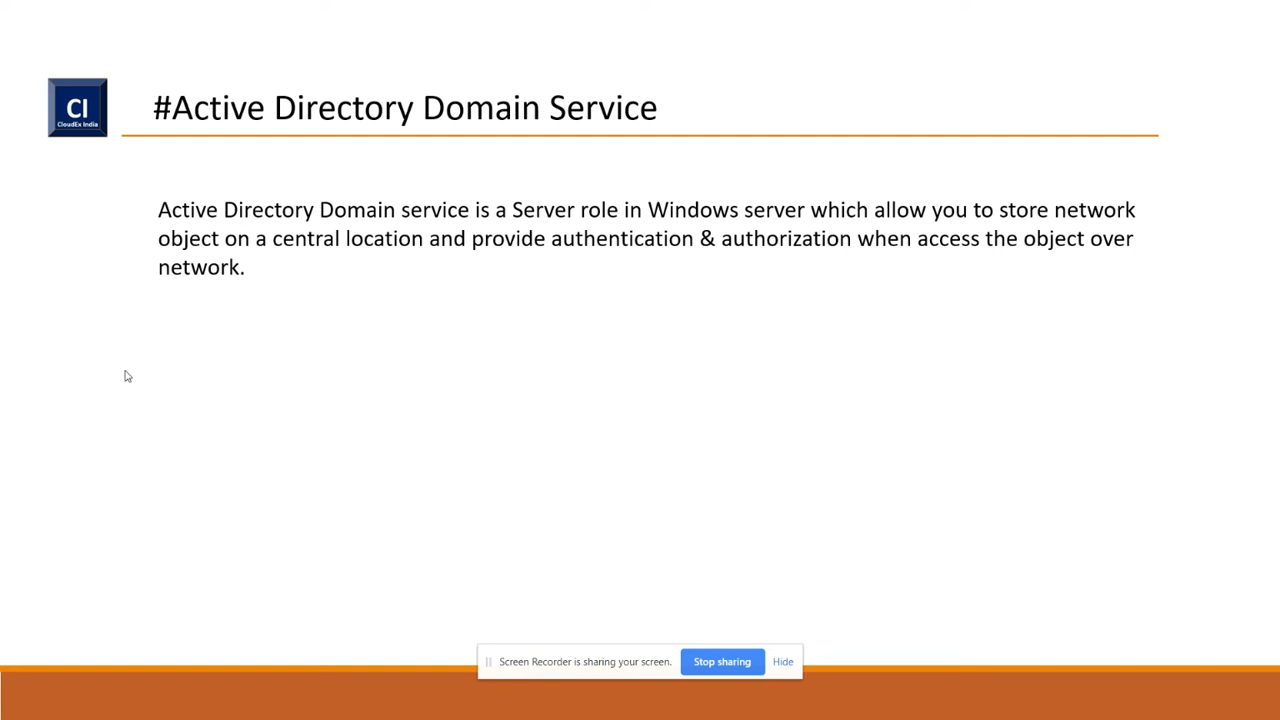 CI
CloudEx India
#Active Directory Domain Service
Active Directory Domain service is a Server role in Windows server which allow you to store network
object on a central location and provide authentication & authorization when access the object over
network.
Screen Recorder is sharing your screen.
Stop sharing
Hide